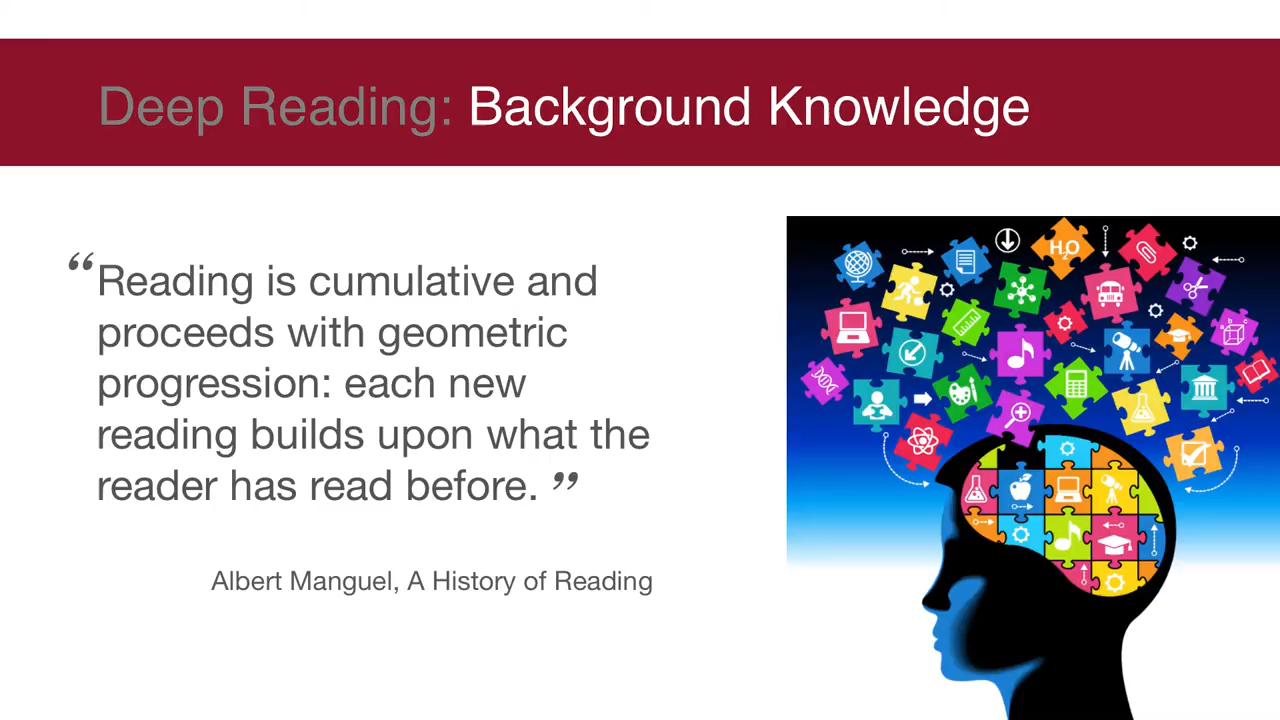 Deep Reading: Background Knowledge
“Reading is cumulative and
proceeds with geometric
progression: each new
reading builds upon what the
reader has read before.”
Albert Manguel, A History of Reading
H₂O
a b c